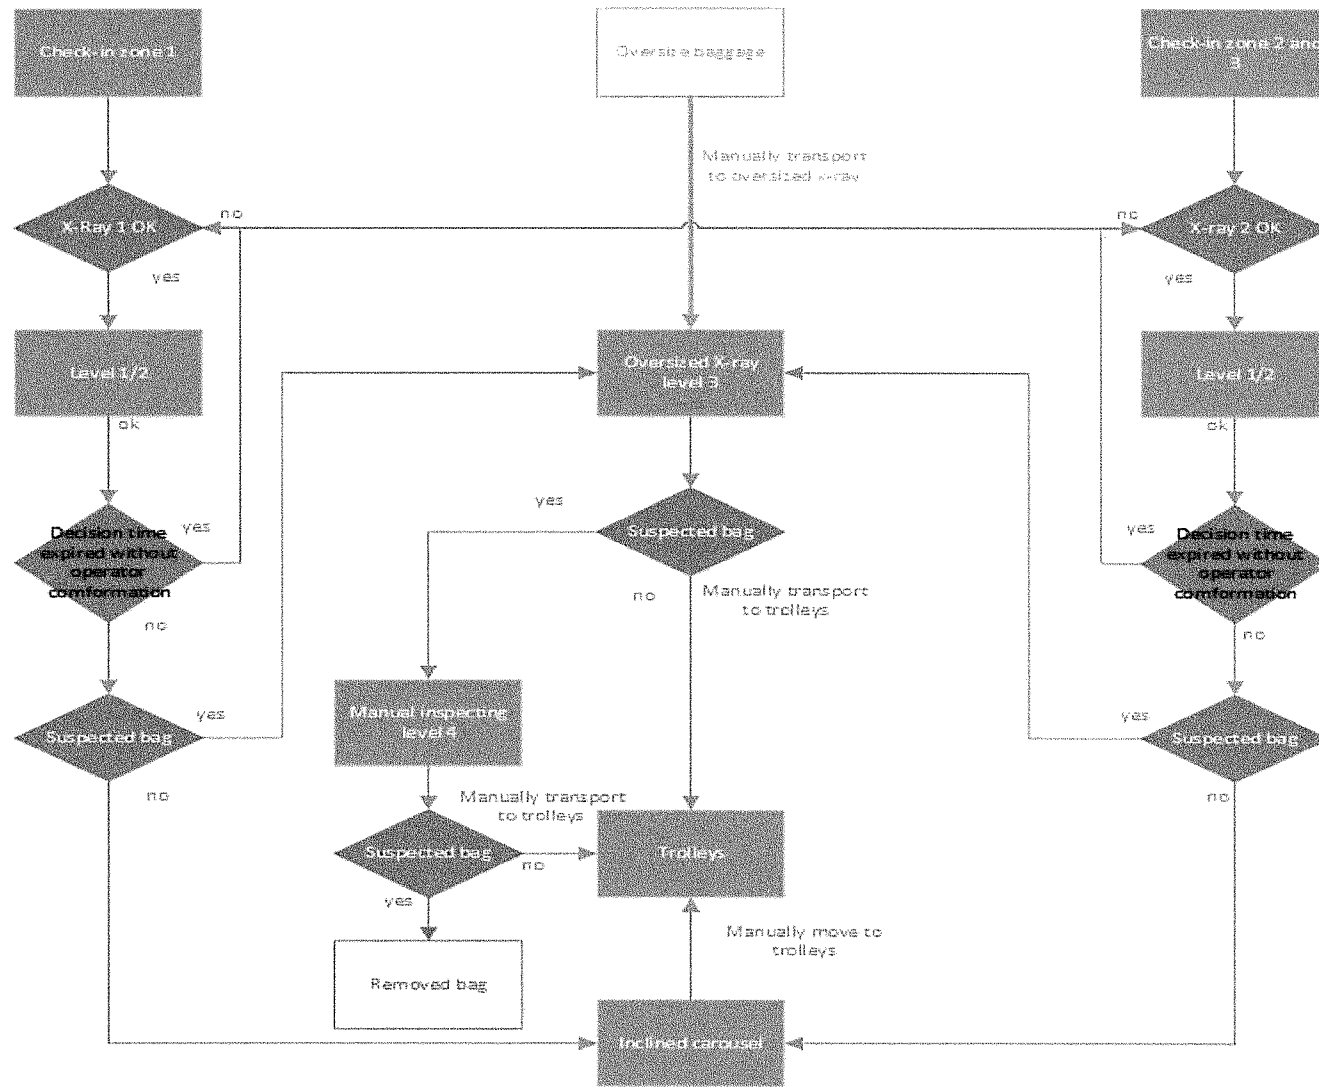 Check-in zone 1
Oversize baggage
Check-in zone 2 and
3
Manually transport
to oversized x-ray
X-Ray 1 OK
no
no
X-ray 2 OK
yes
yes
Level 1/2
Oversized X-ray
level 3
Level 1/2
ok
ok
Decision time
expired without
operator
comformation
yes
yes
Suspected bag
yes
Decision time
expired without
operator
comformation
no
no
Manually transport
to trolleys
no
Suspected bag
yes
Manual inspecting
level 4
yes
Suspected bag
no
Manually transport
to trolleys
no
Suspected bag
no
Trolleys
yes
Manually move to
trolleys
Removed bag
Inclined carousel